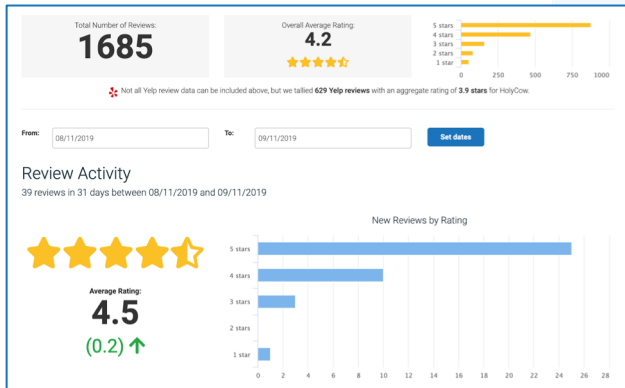 Total Number of Reviews:
1685
Overall Average Rating:
4.2
5 stars
4 stars
3 stars
2 stars
1 star
0 250 500 750 1000
Not all Yelp review data can be included above, but we tallied 629 Yelp reviews with an aggregate rating of 3.9 stars for HolyCow.
From: 08/11/2019 To: 09/11/2019 Set dates
Review Activity
39 reviews in 31 days between 08/11/2019 and 09/11/2019
New Reviews by Rating
Average Rating:
4.5
(0.2)
5 stars
4 stars
3 stars
2 stars
1 star
0 2 4 6 8 10 12 14 16 18 20 22 24 26 28